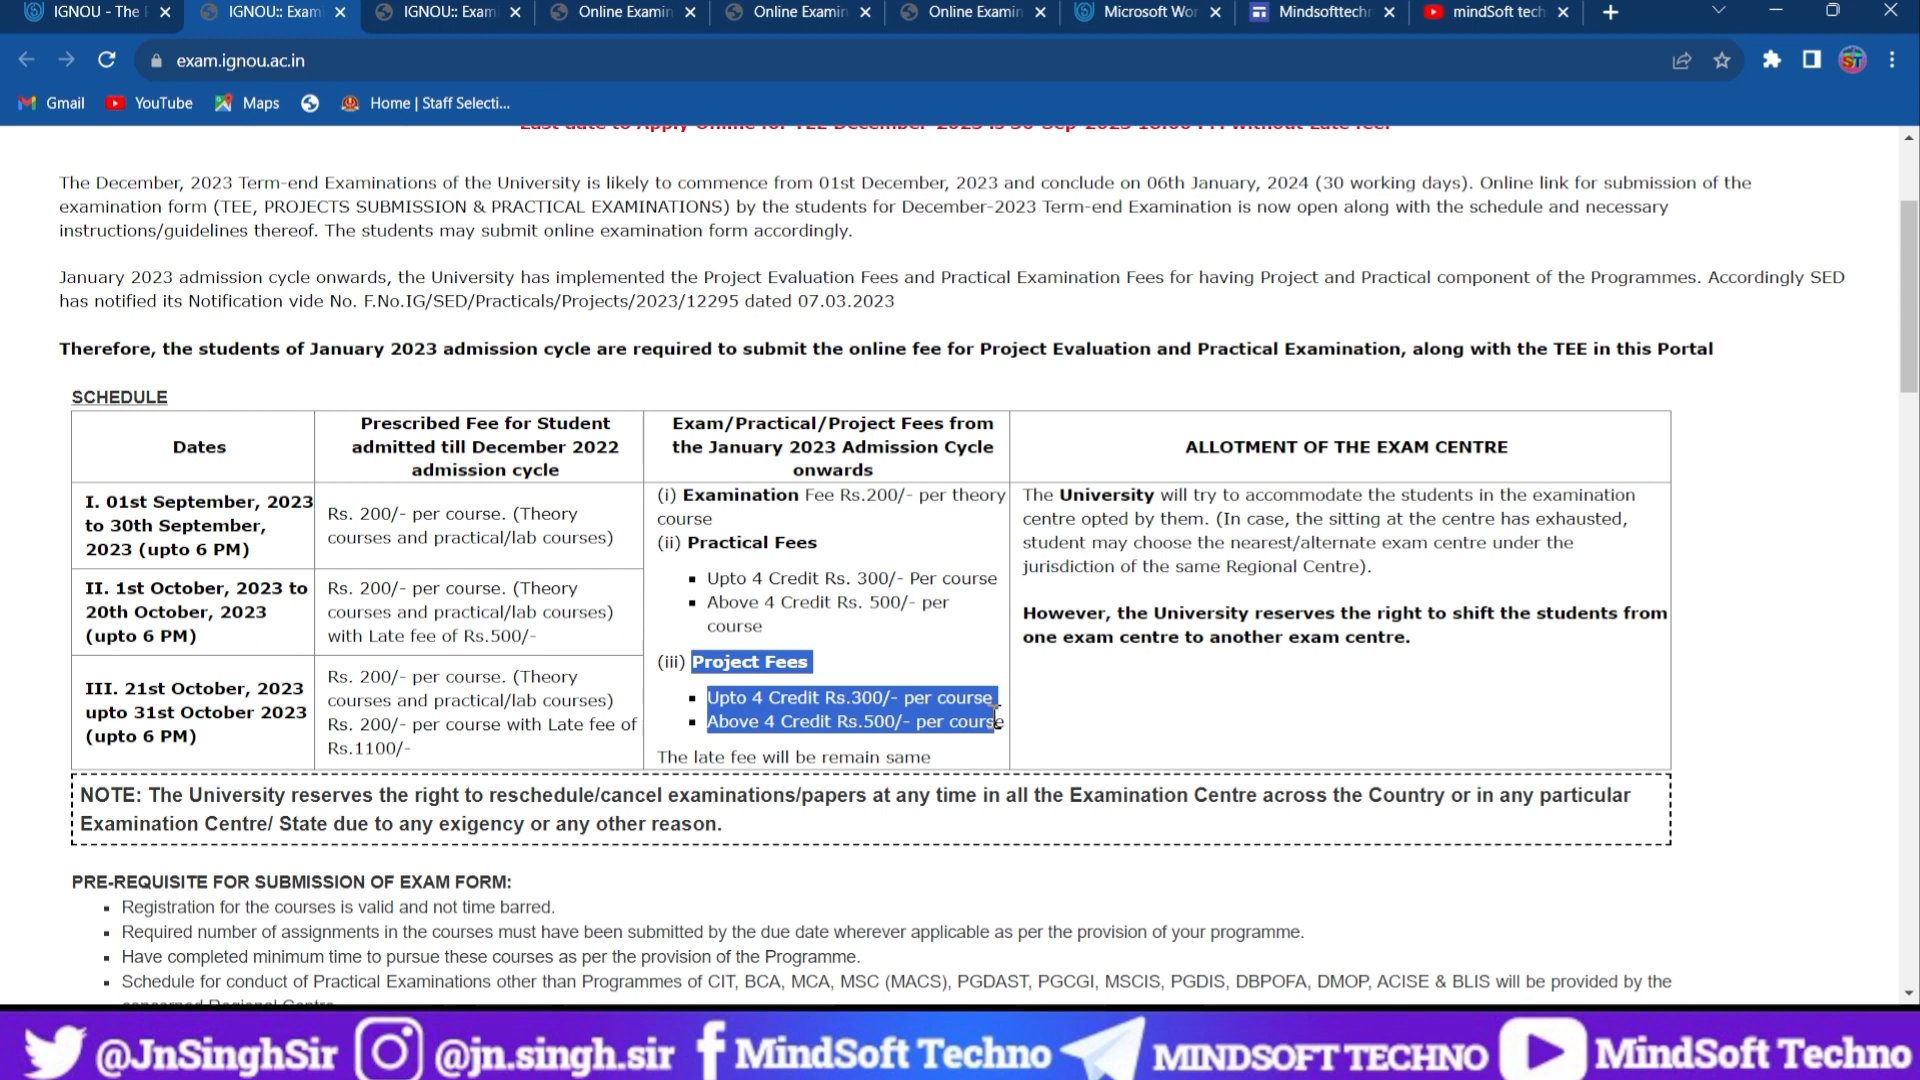 IGNOU - The
IGNOU:: Exam
IGNOU:: Exam
Online Examin
Online Examin
Online Examin
Microsoft Wor
Mindsofttech
mindSoft tech
exam.ignou.ac.in
ST
Gmail
YouTube
Maps
Home | Staff Selecti...
Last date to Apply Online for TEE December-2023 is 30-Sep-2023 18:00 PM without Late fee.
The December, 2023 Term-end Examinations of the University is likely to commence from 01st December, 2023 and conclude on 06th January, 2024 (30 working days). Online link for submission of the
examination form (TEE, PROJECTS SUBMISSION & PRACTICAL EXAMINATIONS) by the students for December-2023 Term-end Examination is now open along with the schedule and necessary
instructions/guidelines thereof. The students may submit online examination form accordingly.
January 2023 admission cycle onwards, the University has implemented the Project Evaluation Fees and Practical Examination Fees for having Project and Practical component of the Programmes. Accordingly SED
has notified its Notification vide No. F.No.IG/SED/Practicals/Projects/2023/12295 dated 07.03.2023
Therefore, the students of January 2023 admission cycle are required to submit the online fee for Project Evaluation and Practical Examination, along with the TEE in this Portal
SCHEDULE
Dates
Prescribed Fee for Student
admitted till December 2022
admission cycle
Exam/Practical/Project Fees from
the January 2023 Admission Cycle
onwards
ALLOTMENT OF THE EXAM CENTRE
I. 01st September, 2023
to 30th September,
2023 (upto 6 PM)
Rs. 200/- per course. (Theory
courses and practical/lab courses)
II. 1st October, 2023 to
20th October, 2023
(upto 6 PM)
Rs. 200/- per course. (Theory
courses and practical/lab courses)
with Late fee of Rs.500/-
III. 21st October, 2023
upto 31st October 2023
(upto 6 PM)
Rs. 200/- per course. (Theory
courses and practical/lab courses)
Rs. 200/- per course with Late fee of
Rs.1100/-
(i) Examination Fee Rs.200/- per theory
course
(ii) Practical Fees
Upto 4 Credit Rs. 300/- Per course
Above 4 Credit Rs. 500/- per
course
(iii) Project Fees
Upto 4 Credit Rs.300/- per course
Above 4 Credit Rs.500/- per course
The late fee will be remain same
The University will try to accommodate the students in the examination
centre opted by them. (In case, the sitting at the centre has exhausted,
student may choose the nearest/alternate exam centre under the
jurisdiction of the same Regional Centre).
However, the University reserves the right to shift the students from
one exam centre to another exam centre.
NOTE: The University reserves the right to reschedule/cancel examinations/papers at any time in all the Examination Centre across the Country or in any particular
Examination Centre/ State due to any exigency or any other reason.
PRE-REQUISITE FOR SUBMISSION OF EXAM FORM:
Registration for the courses is valid and not time barred.
Required number of assignments in the courses must have been submitted by the due date wherever applicable as per the provision of your programme.
Have completed minimum time to pursue these courses as per the provision of the Programme.
Schedule for conduct of Practical Examinations other than Programmes of CIT, BCA, MCA, MSC (MACS), PGDAST, PGCGI, MSCIS, PGDIS, DBPOFA, DMOP, ACISE & BLIS will be provided by the
concerned Regional Centre
@JnSinghSir
@jn.singh.sir
MindSoft Techno
MINDSOFT TECHNO
MindSoft Techno